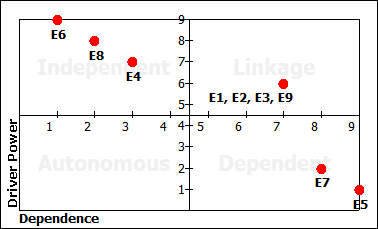 9
E6
8
E8
7
E4
Independent
Linkage
6
E1, E2, E3, E9
5
1 2 3 4 4 5 6 7 8 9
Driver Power
3
Autonomous
Dependent
2
E7
1
E5
Dependence